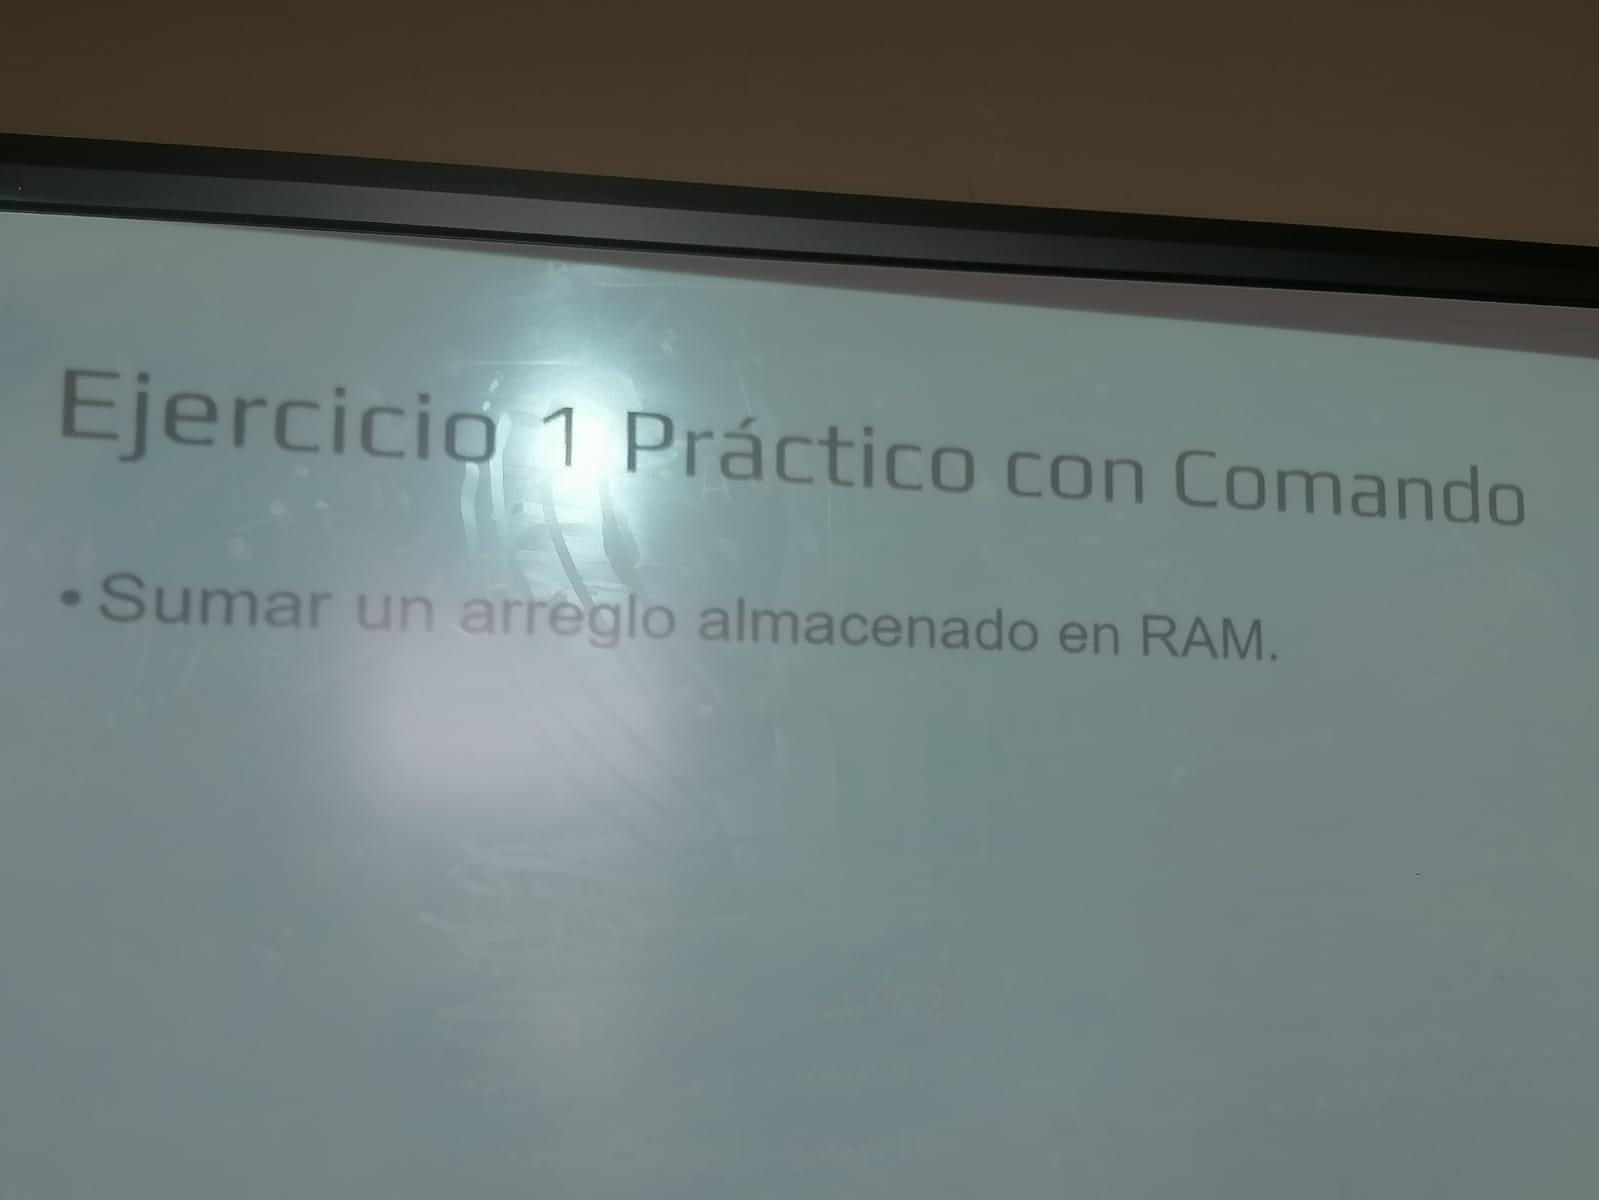 Ejercicio 1 Práctico con Comando
• Sumar un arreglo almacenado en RAM.